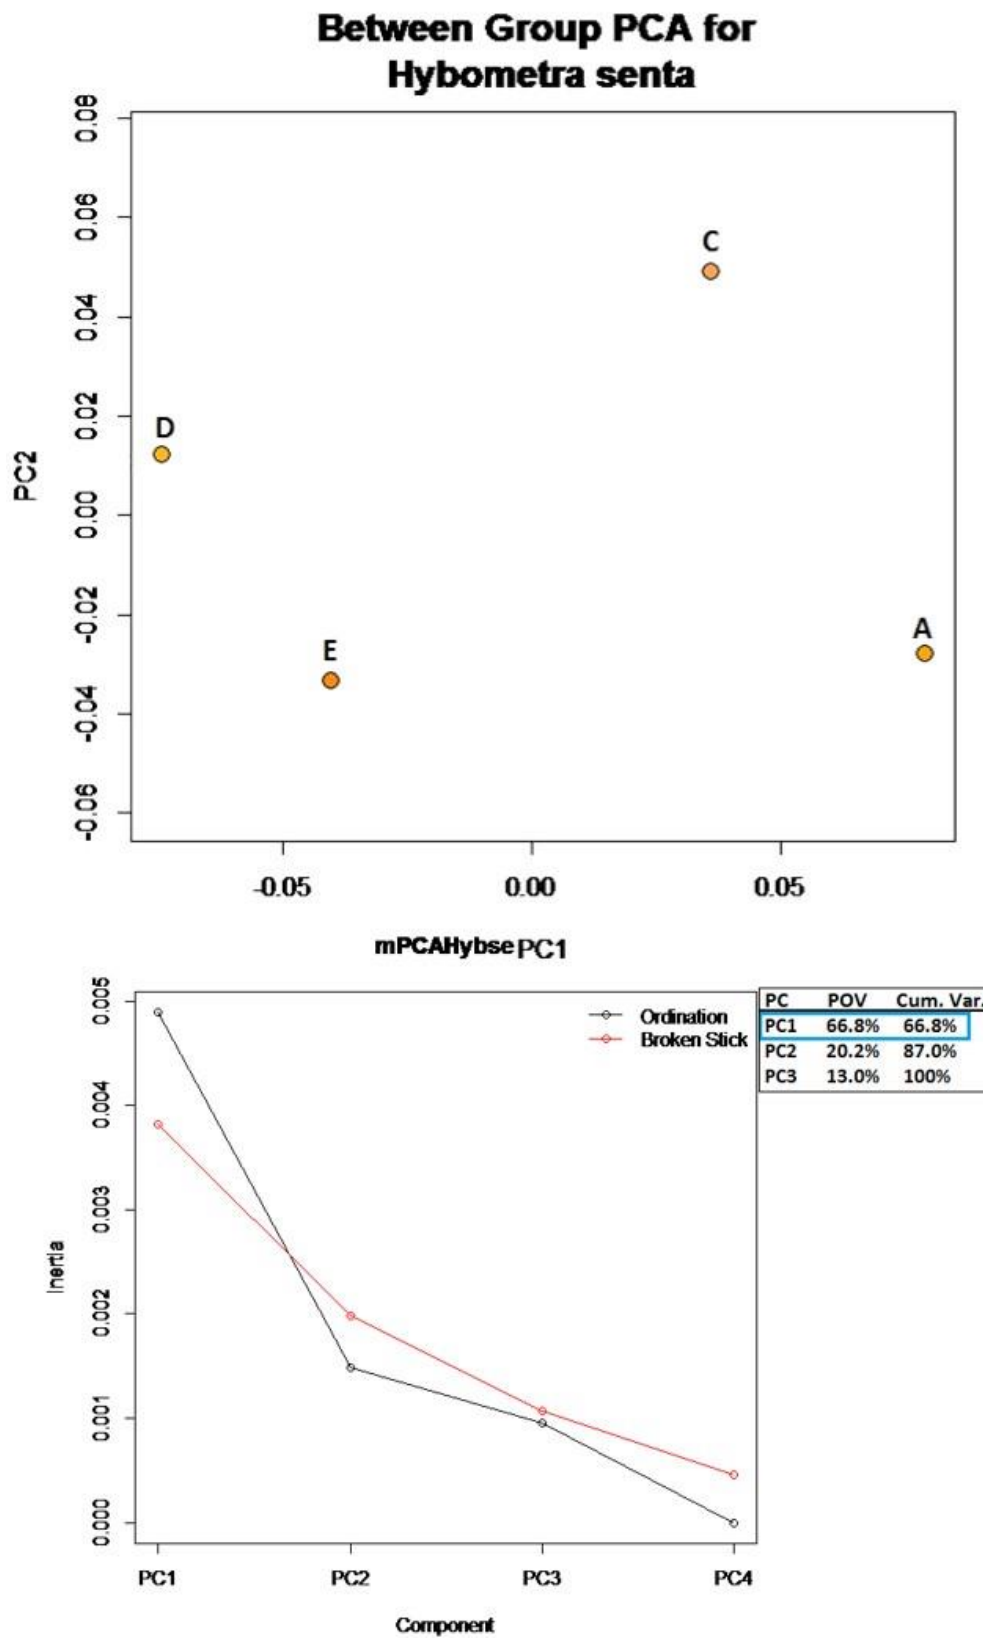 Between Group PCA for
Hybometra senta
0.08
0.06
0.04
0.02
0.00
-0.02
-0.04
-0.06
PC2
C
D
E
A
-0.05 0.00 0.05
mPCAHybse PC1
0.005
0.004
0.003
0.002
0.001
0.000
Inertia
Ordination
Broken Stick
PC POV Cum. Var.
PC1 66.8% 66.8%
PC2 20.2% 87.0%
PC3 13.0% 100%
PC1 PC2 PC3 PC4
Component